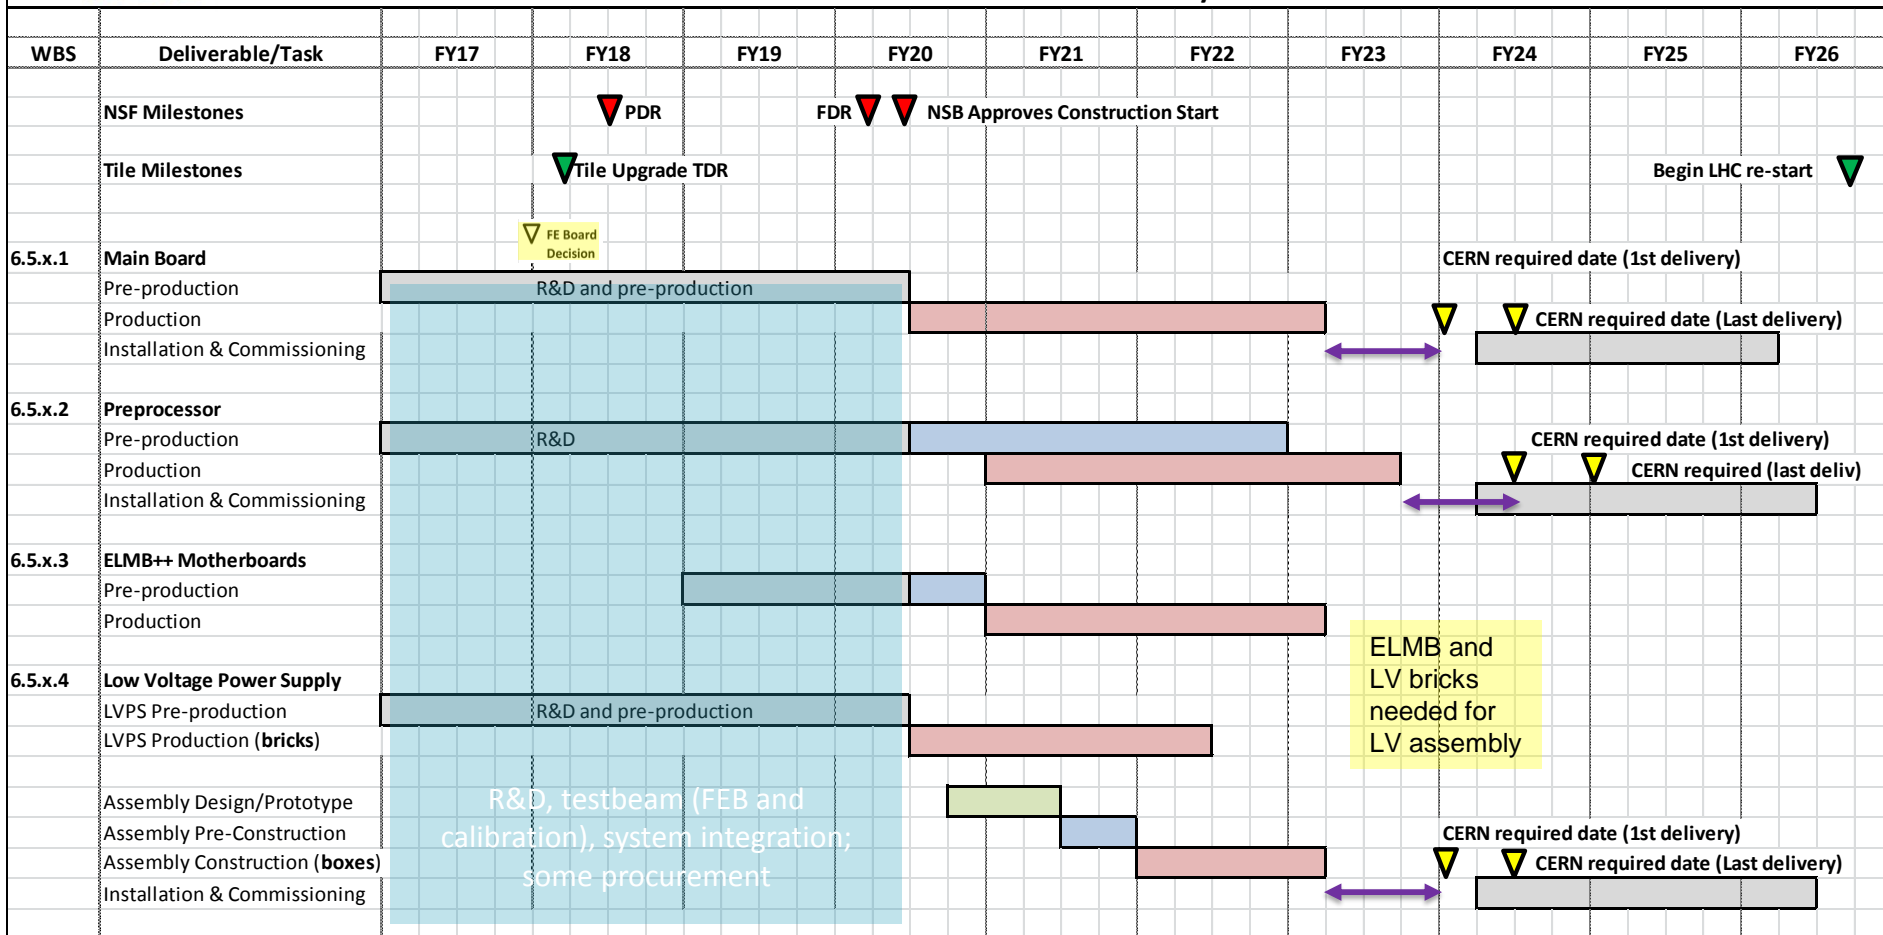 WBS Deliverable/Task FY17 FY18 FY19 FY20 FY21 FY22 FY23 FY24 FY25 FY26
NSF Milestones PDR FDR NSB Approves Construction Start
Tile Milestones Tile Upgrade TDR Begin LHC re-start
FE Board
Decision
6.5.x.1 Main Board CERN required date (1st delivery)
Pre-production R&D and pre-production
Production CERN required date (Last delivery)
Installation & Commissioning
6.5.x.2 Preprocessor
Pre-production R&D CERN required date (1st delivery)
Production CERN required (last deliv)
Installation & Commissioning
6.5.x.3 ELMB++ Motherboards
Pre-production
Production
ELMB and
LV bricks
needed for
LV assembly
6.5.x.4 Low Voltage Power Supply
LVPS Pre-production R&D and pre-production
LVPS Production (bricks)
R&D, testbeam (FEB and
calibration), system integration;
some procurement
Assembly Design/Prototype
Assembly Pre-Construction CERN required date (1st delivery)
Assembly Construction (boxes) CERN required date (Last delivery)
Installation & Commissioning